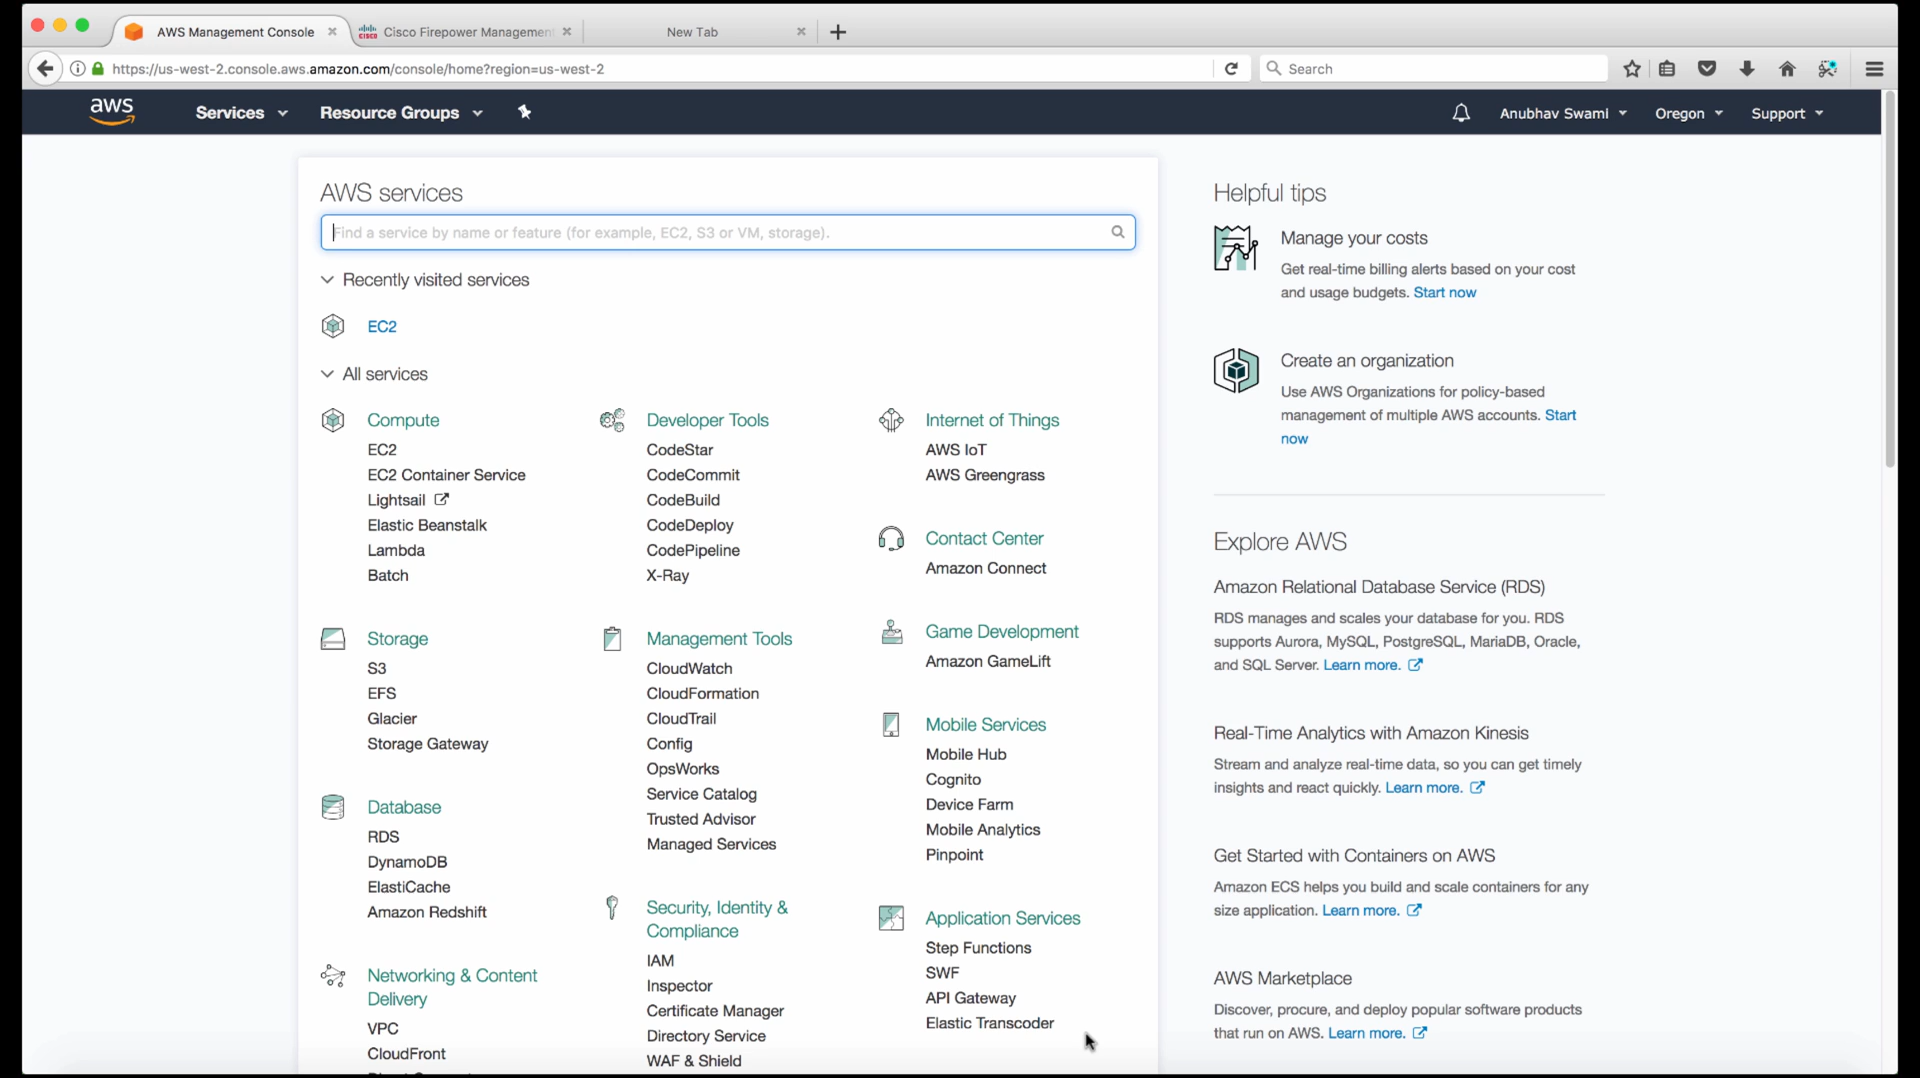 AWS Management Console
Cisco Firepower Managemen
New Tab
https://us-west-2.console.aws.amazon.com/console/home?region=us-west-2
Search
aws
Services
Resource Groups
Anubhav Swami
Oregon
Support
AWS services
Find a service by name or feature (for example, EC2, S3 or VM, storage).
Recently visited services
EC2
All services
Compute
EC2
EC2 Container Service
Lightsail
Elastic Beanstalk
Lambda
Batch
Storage
S3
EFS
Glacier
Storage Gateway
Database
RDS
DynamoDB
ElastiCache
Amazon Redshift
Networking & Content
Delivery
VPC
CloudFront
Developer Tools
CodeStar
CodeCommit
CodeBuild
CodeDeploy
CodePipeline
X-Ray
Management Tools
CloudWatch
CloudFormation
CloudTrail
Config
OpsWorks
Service Catalog
Trusted Advisor
Managed Services
Security, Identity &
Compliance
IAM
Inspector
Certificate Manager
Directory Service
WAF & Shield
Internet of Things
AWS IoT
AWS Greengrass
Contact Center
Amazon Connect
Game Development
Amazon GameLift
Mobile Services
Mobile Hub
Cognito
Device Farm
Mobile Analytics
Pinpoint
Application Services
Step Functions
SWF
API Gateway
Elastic Transcoder
Helpful tips
Manage your costs
Get real-time billing alerts based on your cost
and usage budgets. Start now
Create an organization
Use AWS Organizations for policy-based
management of multiple AWS accounts. Start
now
Explore AWS
Amazon Relational Database Service (RDS)
RDS manages and scales your database for you. RDS
supports Aurora, MySQL, PostgreSQL, MariaDB, Oracle,
and SQL Server. Learn more.
Real-Time Analytics with Amazon Kinesis
Stream and analyze real-time data, so you can get timely
insights and react quickly. Learn more.
Get Started with Containers on AWS
Amazon ECS helps you build and scale containers for any
size application. Learn more.
AWS Marketplace
Discover, procure, and deploy popular software products
that run on AWS. Learn more.